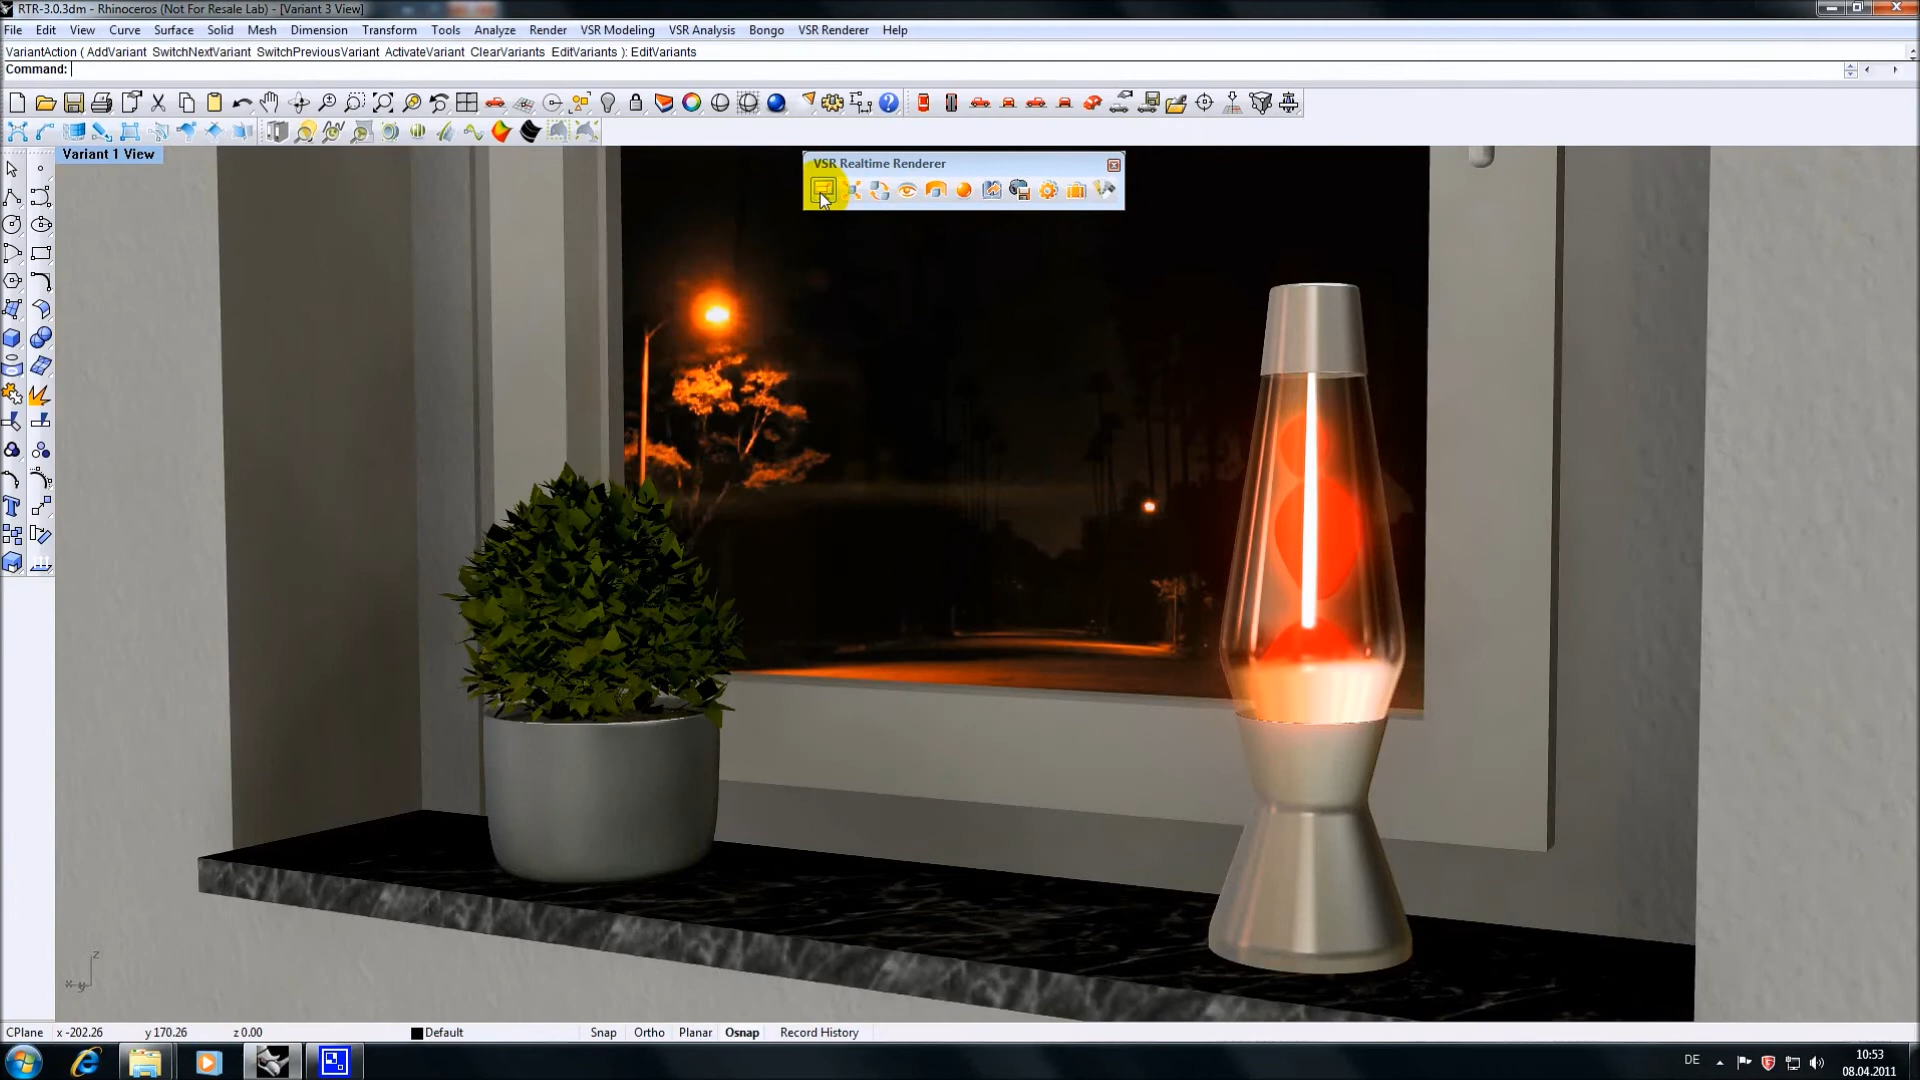 RTR-3.0.3dm - Rhinoceros (Not For Resale Lab) - [Variant 3 View]
File Edit View Curve Surface Solid Mesh Dimension Transform Tools Analyze Render VSR Modeling VSR Analysis Bongo VSR Renderer Help
VariantAction ( AddVariant SwitchNextVariant SwitchPreviousVariant ActivateVariant ClearVariants EditVariants ): EditVariants
Command:
Variant 1 View
VSR Realtime Renderer
z
x
y
CPlane x -202.26 y 170.26 z 0.00 Default Snap Ortho Planar Osnap Record History
DE
10:53
08.04.2011